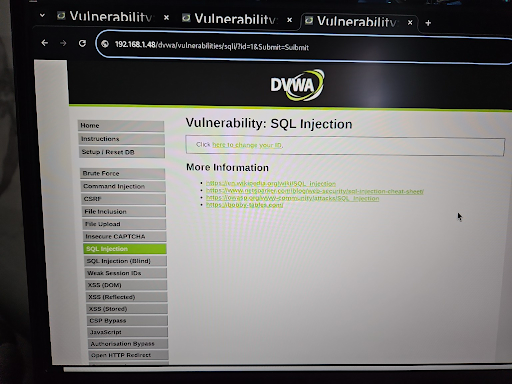 Vulnerability:
Vulnerability:
Vulnerability:
192.168.1.48/dvwa/vulnerabilities/sqli/?id=1&Submit=Submit
DVWA
Home
Instructions
Setup / Reset DB
Brute Force
Command Injection
CSRF
File Inclusion
File Upload
Insecure CAPTCHA
SQL Injection
SQL Injection (Blind)
Weak Session IDs
XSS (DOM)
XSS (Reflected)
XSS (Stored)
CSP Bypass
JavaScript
Authorisation Bypass
Open HTTP Redirect
Vulnerability: SQL Injection
Click here to change your ID.
More Information
https://en.wikipedia.org/wiki/SQL_injection
https://www.netsparker.com/blog/web-security/sql-injection-cheat-sheet/
https://owasp.org/www-community/attacks/SQL_Injection
https://bobby-tables.com/